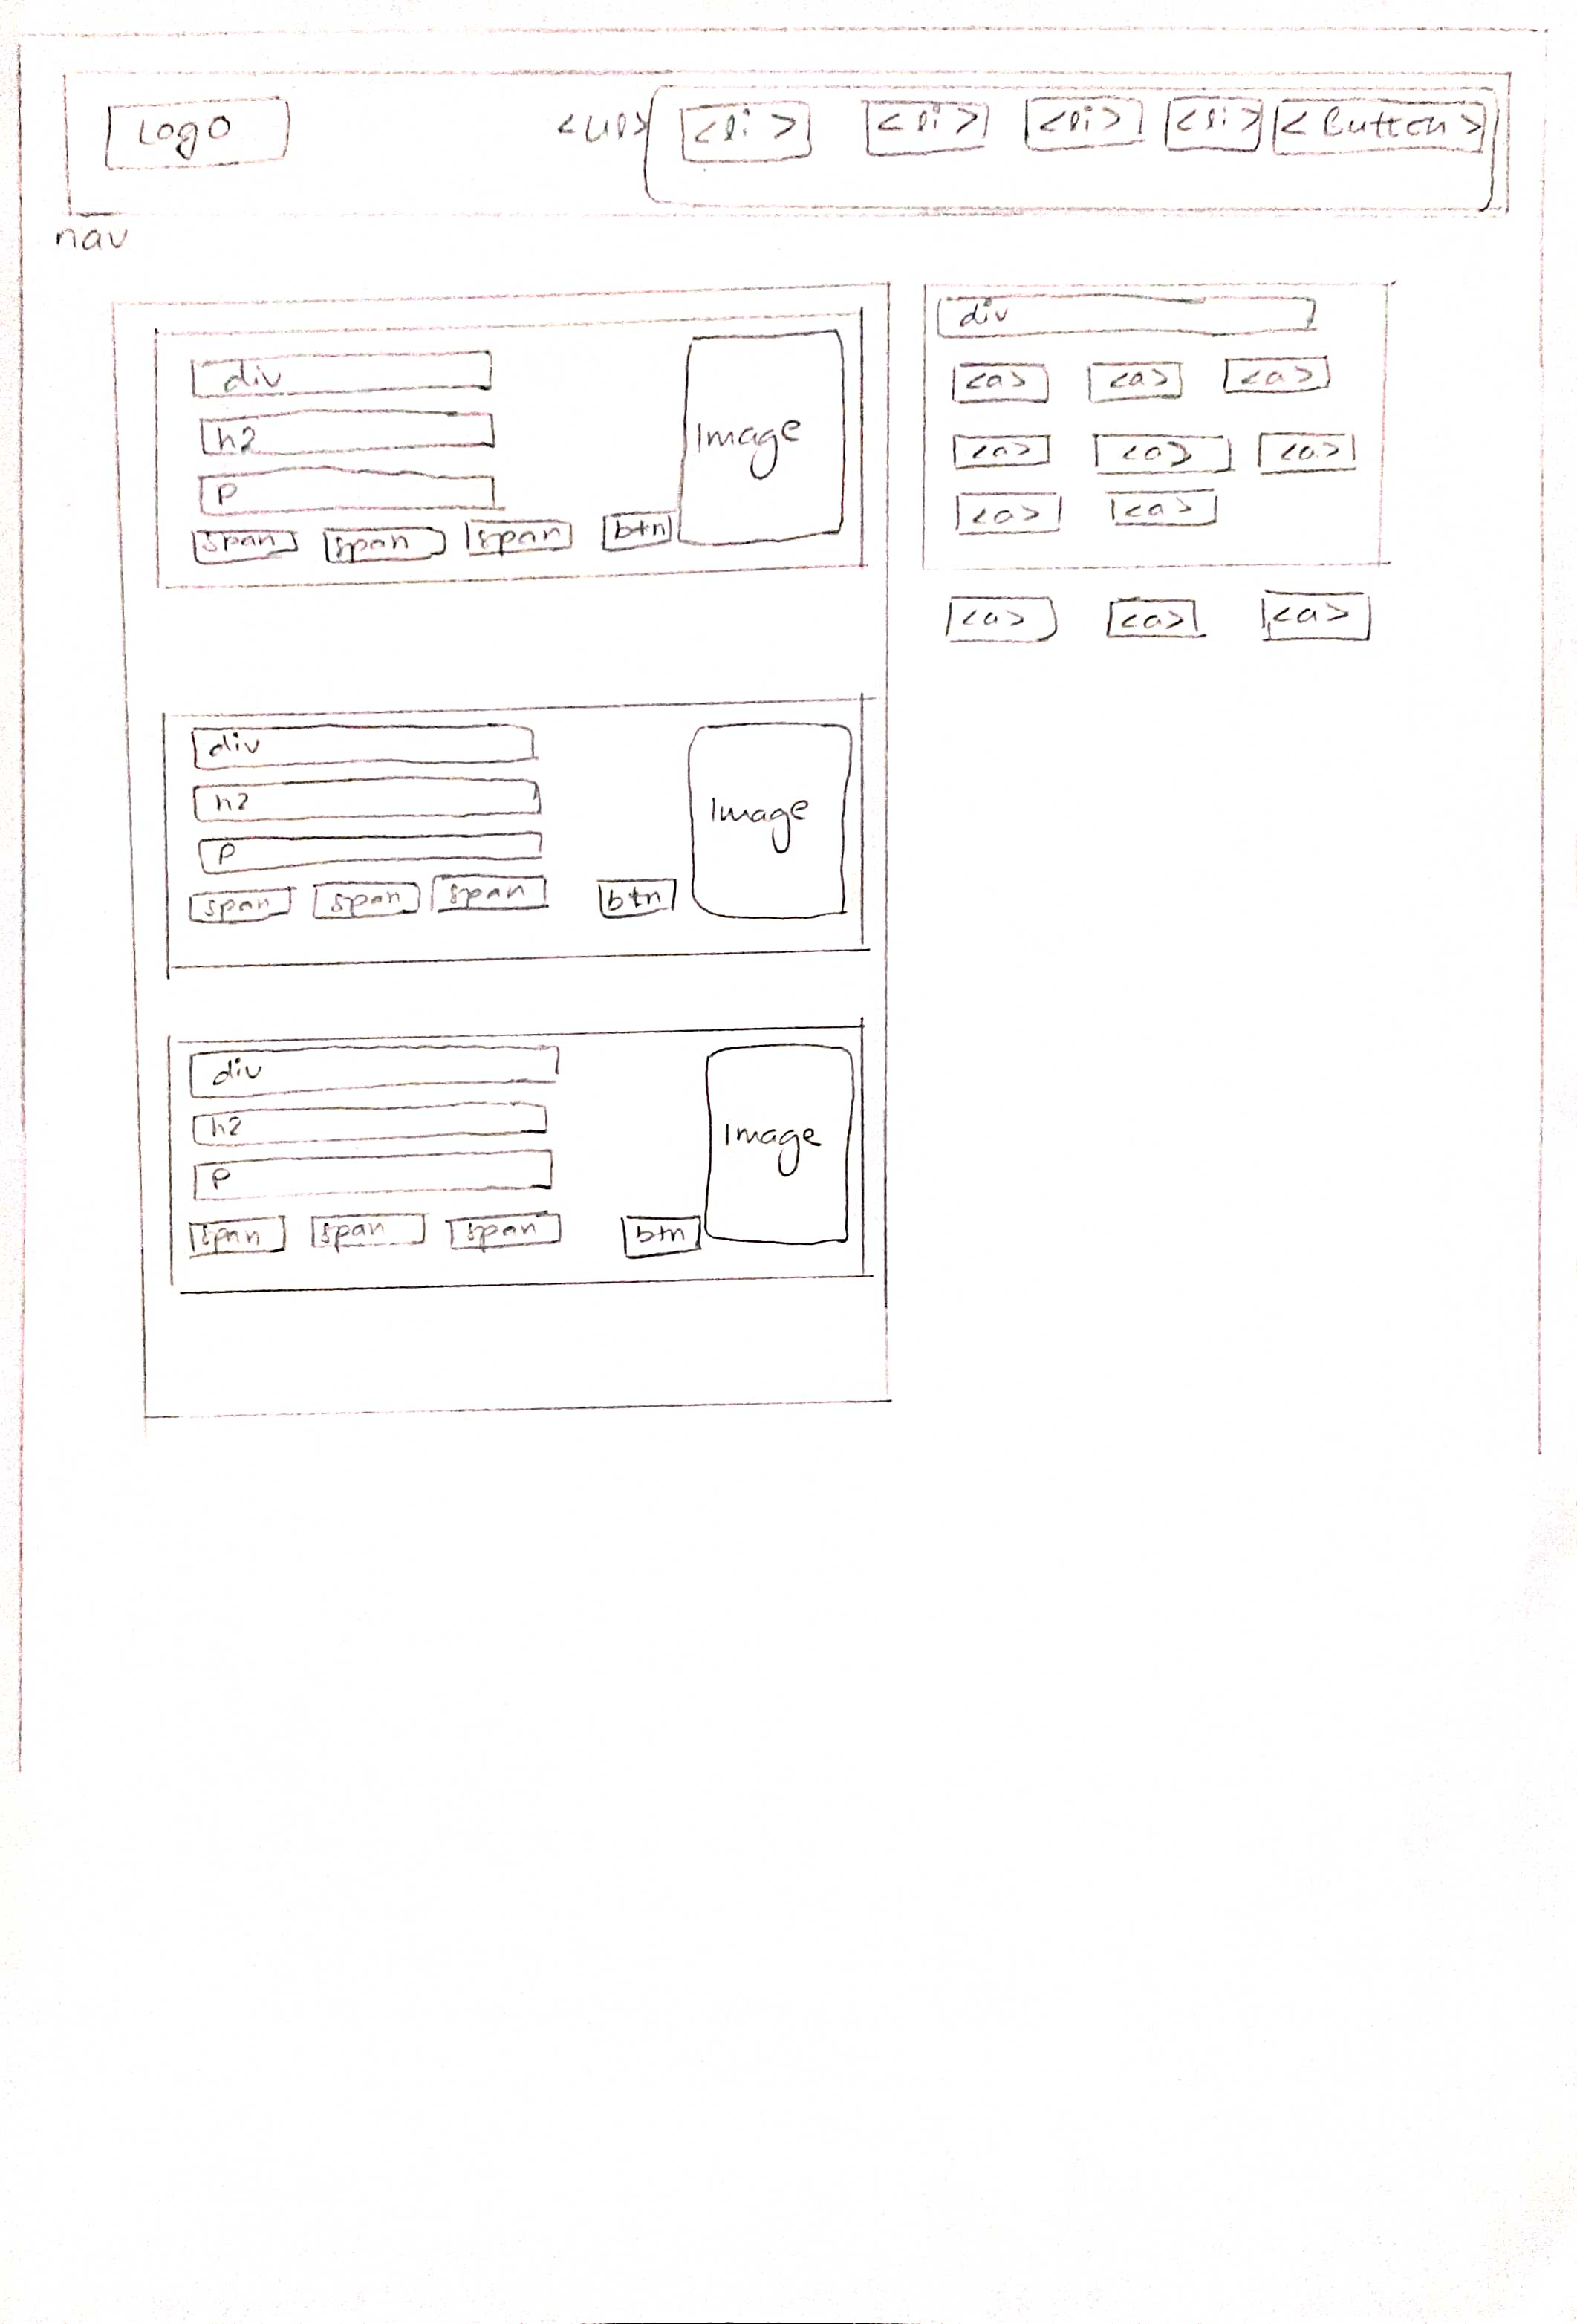 Logo <ul> <li> <li> <li> <li> <Button>
nav
div
h2
p
span span span btn
Image
div
<a> <a> <a>
<a> <a> <a>
<a> <a>
<a> <a> <a>
div
h2
p
span span span btn
Image
div
h2
p
span span span btn
Image